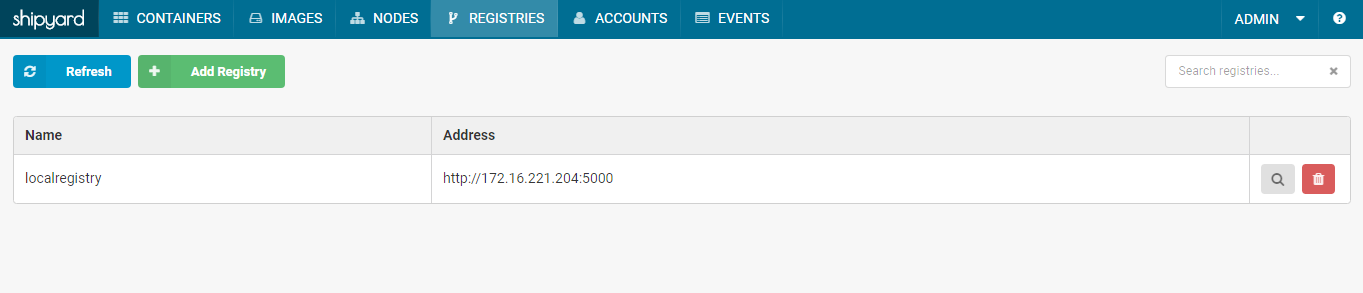 shipyard CONTAINERS IMAGES NODES REGISTRIES ACCOUNTS EVENTS ADMIN
Refresh Add Registry Search registries...
Name Address
localregistry http://172.16.221.204:5000